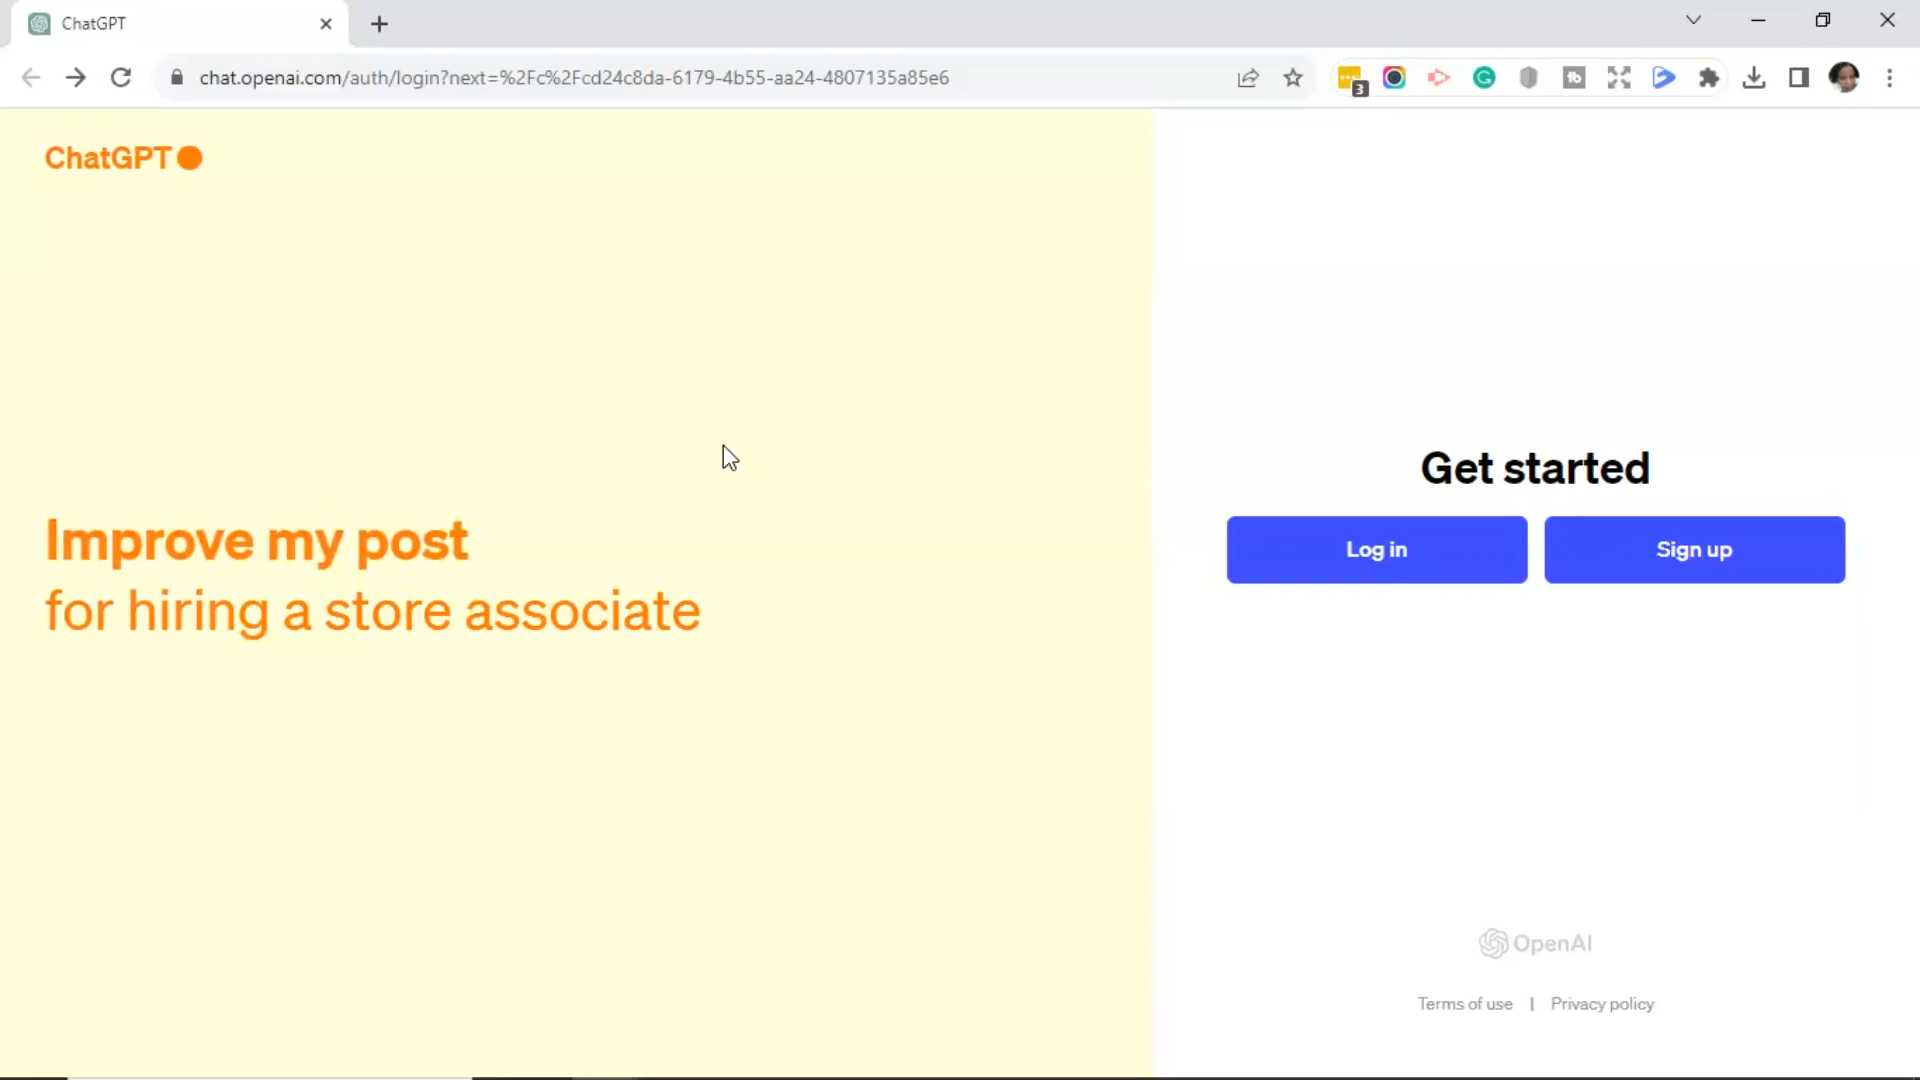 ChatGPT
chat.openai.com/auth/login?next=%2Fc%2Fcd24c8da-6179-4b55-aa24-4807135a85e6
3
ChatGPT
Improve my post
for hiring a store associate
Get started
Log in
Sign up
OpenAI
Terms of use | Privacy policy